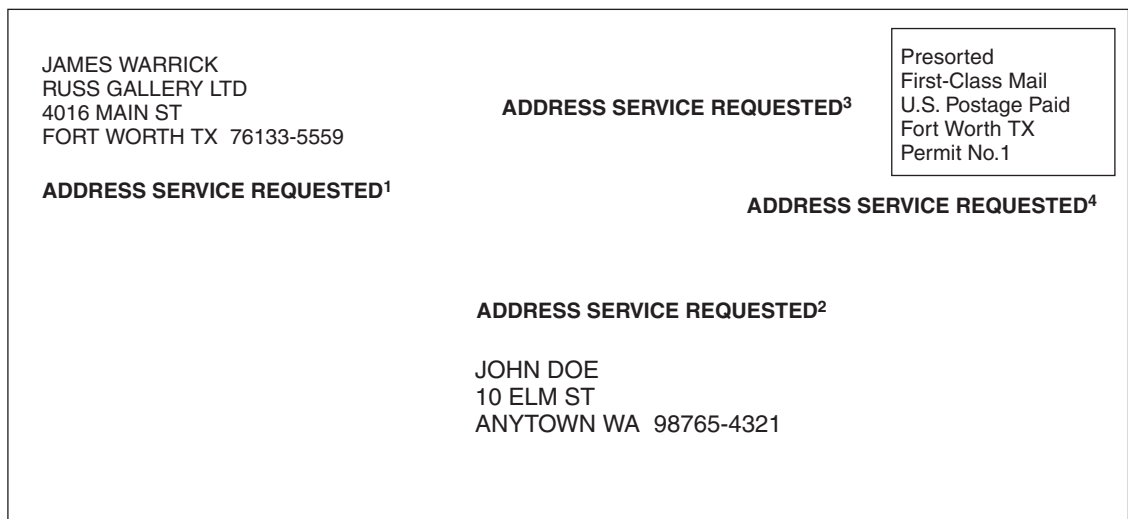 JAMES WARRICK
RUSS GALLERY LTD
4016 MAIN ST
FORT WORTH TX 76133-5559
ADDRESS SERVICE REQUESTED¹
ADDRESS SERVICE REQUESTED³
Presorted
First-Class Mail
U.S. Postage Paid
Fort Worth TX
Permit No.1
ADDRESS SERVICE REQUESTED⁴
ADDRESS SERVICE REQUESTED²
JOHN DOE
10 ELM ST
ANYTOWN WA 98765-4321